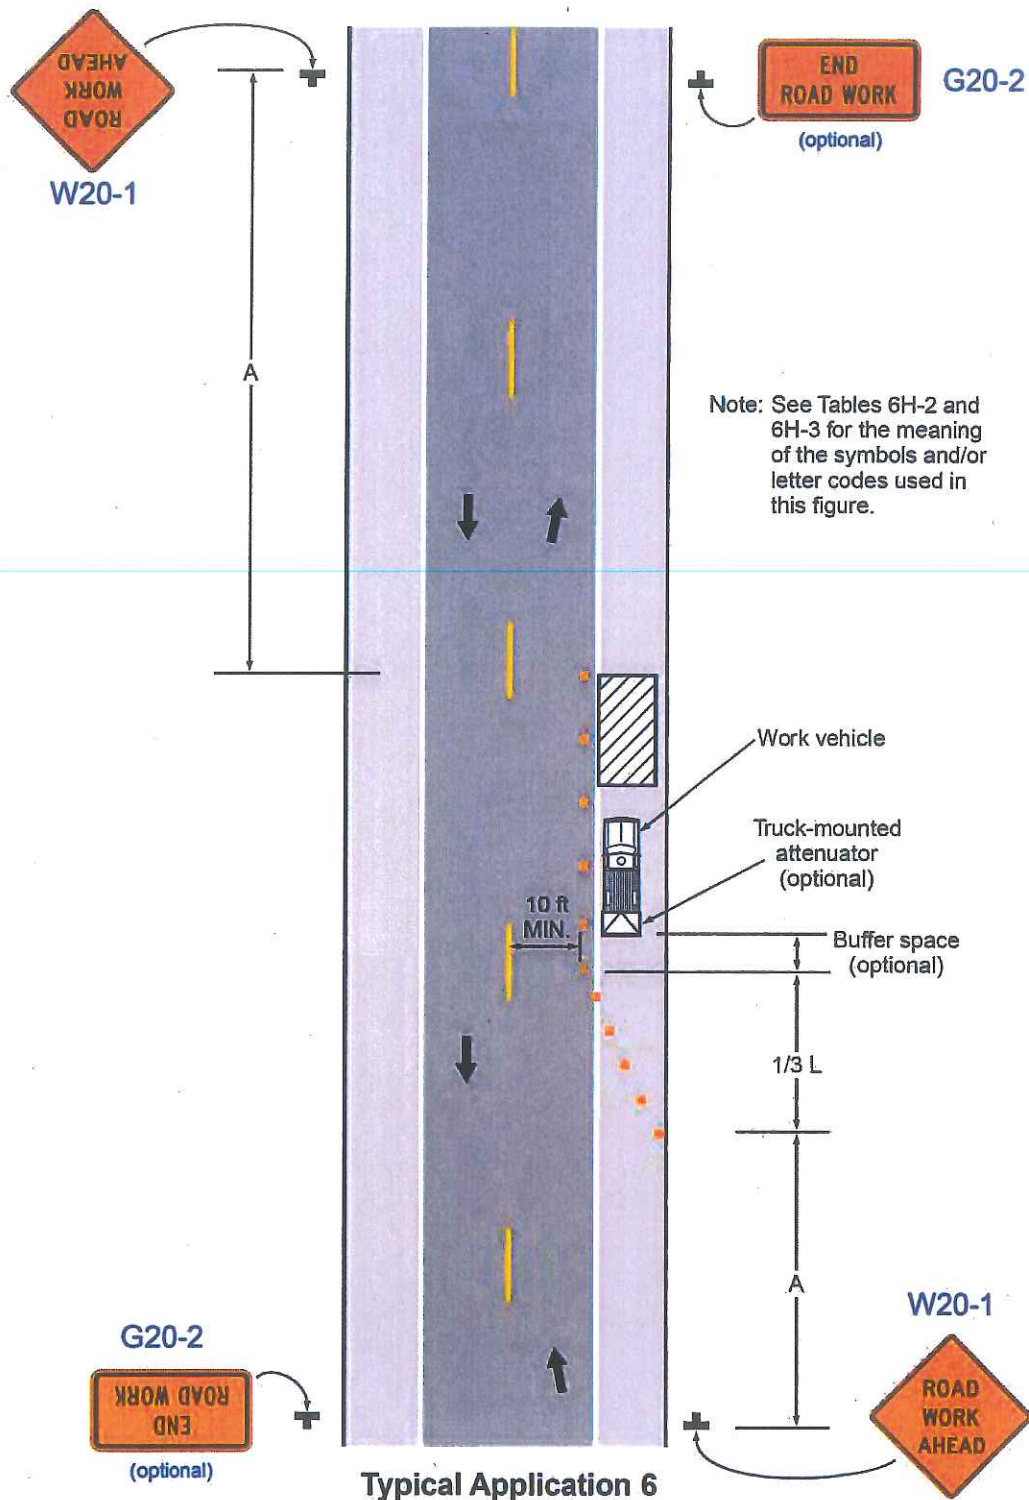 ROAD
WORK
AHEAD
W20-1
END
ROAD WORK
(optional)
G20-2
A
Note: See Tables 6H-2 and
6H-3 for the meaning
of the symbols and/or
letter codes used in
this figure.
Work vehicle
Truck-mounted
attenuator
(optional)
10 ft
MIN.
Buffer space
(optional)
1/3 L
A
W20-1
ROAD
WORK
AHEAD
G20-2
END
ROAD WORK
(optional)
Typical Application 6